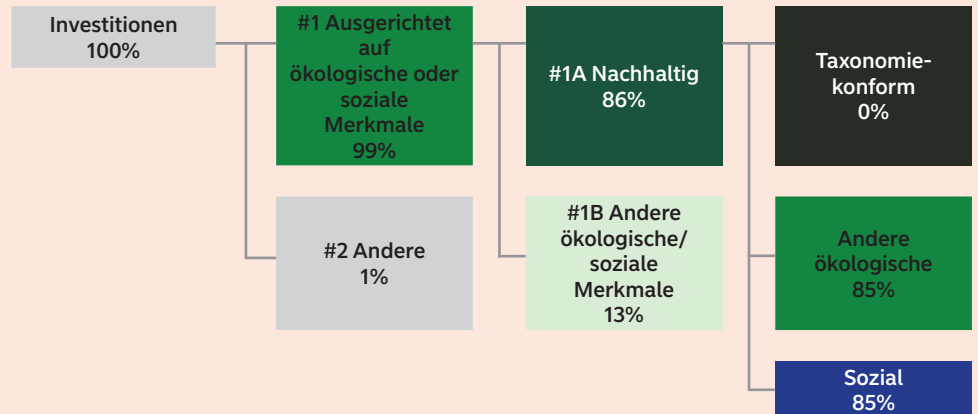 Investitionen
100%
#1 Ausgerichtet
auf
ökologische oder
soziale
Merkmale
99%
#1A Nachhaltig
86%
Taxonomie-
konform
0%
#2 Andere
1%
#1B Andere
ökologische/
soziale
Merkmale
13%
Andere
ökologische
85%
Sozial
85%